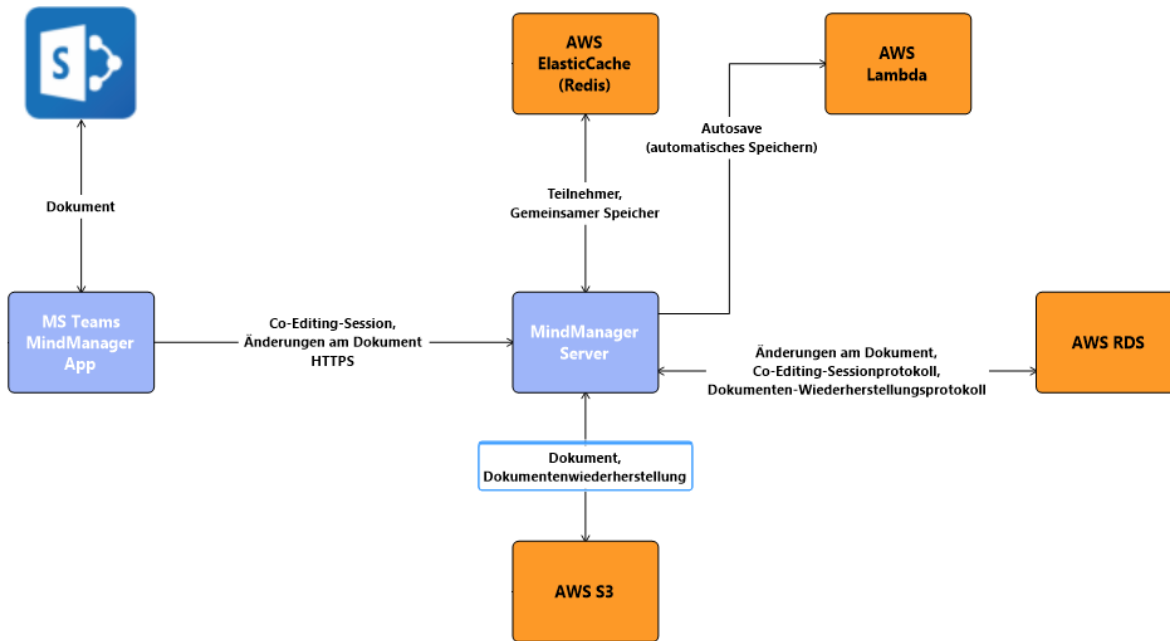 S
AWS
ElasticCache
(Redis)
AWS
Lambda
Autosave
(automatisches Speichern)
Dokument
Teilnehmer,
Gemeinsamer Speicher
MS Teams
MindManager
App
Co-Editing-Session,
Änderungen am Dokument
HTTPS
MindManager
Server
Änderungen am Dokument,
Co-Editing-Sessionprotokoll,
Dokumenten-Wiederherstellungsprotokoll
AWS RDS
Dokument,
Dokumentenwiederherstellung
AWS S3